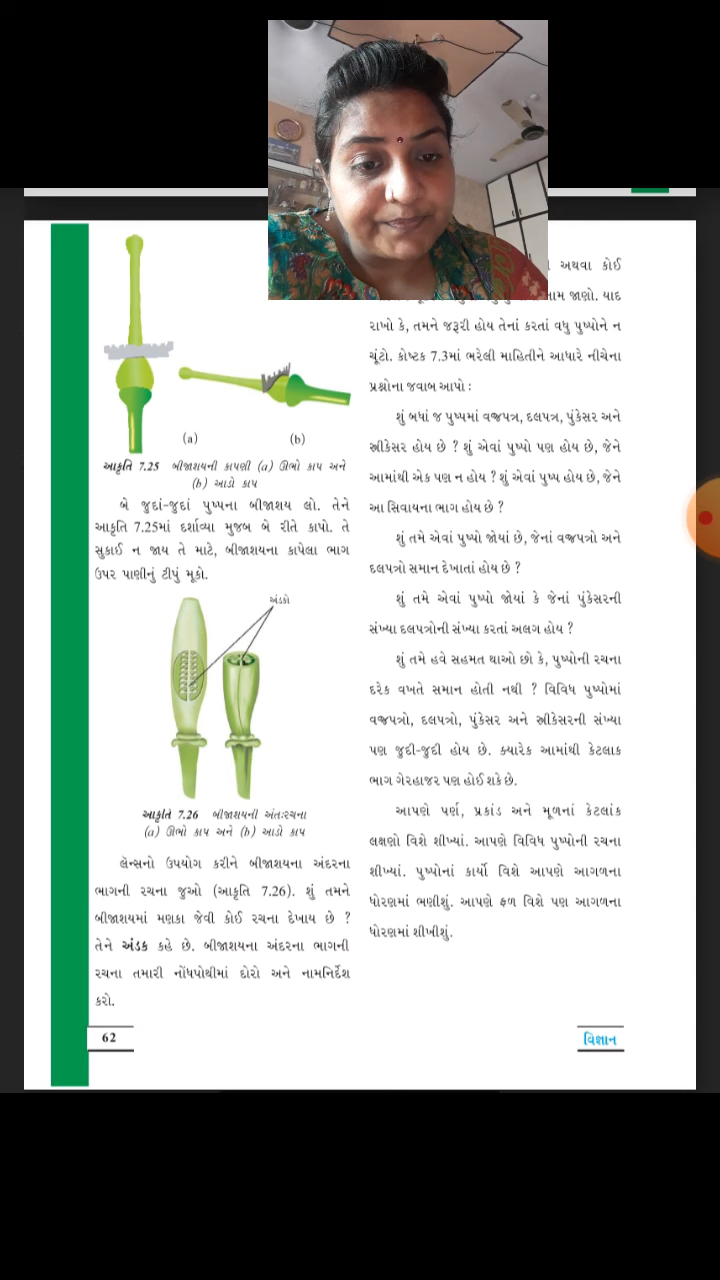 (a)
(b)
આકૃતિ 7.25 બીજાશયની કાપણી (a) ઊભો કાપ અને
(b) આડો કાપ
બે જુદાં-જુદાં પુષ્પના બીજાશય લો. તેને
આકૃતિ 7.25માં દર્શાવ્યા મુજબ બે રીતે કાપો. તે
સુકાઈ ન જાય તે માટે, બીજાશયના કાપેલા ભાગ
ઉપર પાણીનું ટીપું મૂકો.
અંડકો
આકૃતિ 7.26 બીજાશયની અંતઃરચના
(a) ઊભો કાપ અને (b) આડો કાપ
લૅન્સનો ઉપયોગ કરીને બીજાશયના અંદરના
ભાગની રચના જુઓ (આકૃતિ 7.26). શું તમને
બીજાશયમાં મણકા જેવી કોઈ રચના દેખાય છે ?
તેને અંડક કહે છે. બીજાશયના અંદરના ભાગની
રચના તમારી નોંધપોથીમાં દોરો અને નામનિર્દેશ
કરો.
અથવા કોઈ
જાણો. યાદ
રાખો કે, તમને જરૂરી હોય તેનાં કરતાં વધુ પુષ્પોને ન
ચૂંટો. કોષ્ટક 7.3માં ભરેલી માહિતીને આધારે નીચેના
પ્રશ્નોના જવાબ આપો :
શું બધાં જ પુષ્પમાં વજ્રપત્ર, દલપત્ર, પુંકેસર અને
સ્ત્રીકેસર હોય છે ? શું એવાં પુષ્પો પણ હોય છે, જેને
આમાંથી એક પણ ન હોય ? શું એવાં પુષ્પ હોય છે, જેને
આ સિવાયના ભાગ હોય છે ?
શું તમે એવાં પુષ્પો જોયાં છે, જેનાં વજ્રપત્રો અને
દલપત્રો સમાન દેખાતાં હોય છે ?
શું તમે એવાં પુષ્પો જોયાં કે જેનાં પુંકેસરની
સંખ્યા દલપત્રોની સંખ્યા કરતાં અલગ હોય ?
શું તમે હવે સહમત થાઓ છો કે, પુષ્પોની રચના
દરેક વખતે સમાન હોતી નથી ? વિવિધ પુષ્પોમાં
વજ્રપત્રો, દલપત્રો, પુંકેસર અને સ્ત્રીકેસરની સંખ્યા
પણ જુદી-જુદી હોય છે. ક્યારેક આમાંથી કેટલાક
ભાગ ગેરહાજર પણ હોઈ શકે છે.
આપણે પર્ણ, પ્રકાંડ અને મૂળનાં કેટલાંક
લક્ષણો વિશે શીખ્યાં. આપણે વિવિધ પુષ્પોની રચના
શીખ્યાં. પુષ્પોનાં કાર્યો વિશે આપણે આગળના
ધોરણમાં ભણીશું. આપણે ફળ વિશે પણ આગળના
ધોરણમાં શીખીશું.
62
વિજ્ઞાન